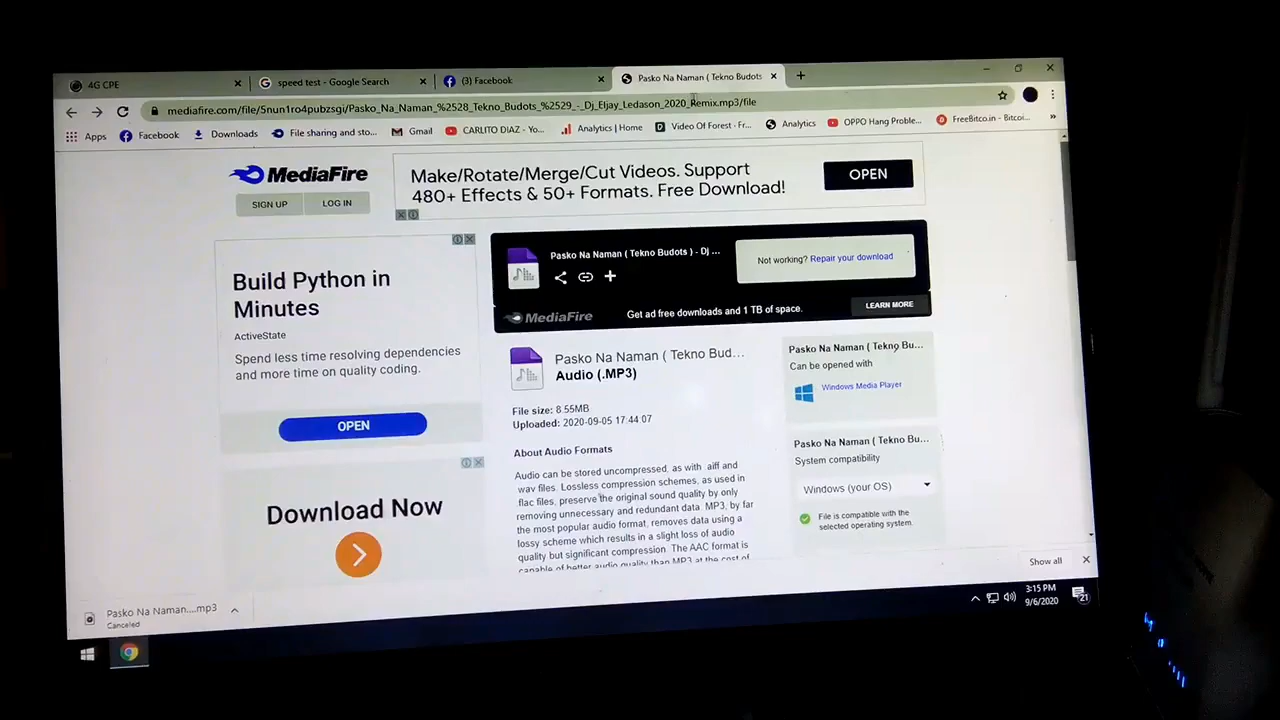 4G CPE
speed test - Google Search
(3) Facebook
Pasko Na Naman ( Tekno Budots
mediafire.com/file/5nun1ro4pubzsgi/Pasko_Na_Naman_%2528_Tekno_Budots_%2529_-_Dj_Eljay_Ledason_2020_Remix.mp3/file
Apps
Facebook
Downloads
File sharing and sto...
Gmail
CARLITO DIAZ - Yo...
Analytics | Home
Video Of Forest - Fr...
Analytics
OPPO Hang Proble...
FreeBitco.in - Bitcoi...
MediaFire
SIGN UP
LOG IN
Make/Rotate/Merge/Cut Videos. Support
480+ Effects & 50+ Formats. Free Download!
OPEN
Build Python in
Minutes
ActiveState
Spend less time resolving dependencies
and more time on quality coding.
OPEN
Download Now
Pasko Na Naman ( Tekno Budots ) - Dj ...
Not working? Repair your download
MediaFire
Get ad free downloads and 1 TB of space.
LEARN MORE
Pasko Na Naman ( Tekno Bud...
Audio (.MP3)
File size: 8.55MB
Uploaded: 2020-09-05 17:44:07
About Audio Formats
Audio can be stored uncompressed, as with .aiff and
.wav files. Lossless compression schemes, as used in
flac files, preserve the original sound quality by only
removing unnecessary and redundant data. MP3, by far
the most popular audio format, removes data using a
lossy scheme which results in a slight loss of audio
quality but significant compression. The AAC format is
capable of better audio quality than MP3 at the cost of
Pasko Na Naman ( Tekno Bu...
Can be opened with
Windows Media Player
Pasko Na Naman ( Tekno Bu...
System compatibility
Windows (your OS)
File is compatible with the
selected operating system.
Pasko Na Naman....mp3
Canceled
Show all
3:15 PM
9/6/2020
21